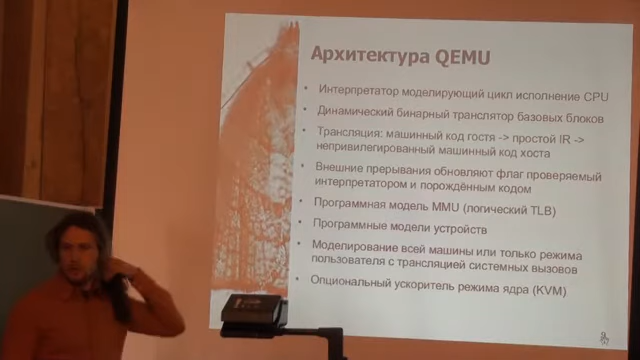 Архитектура QEMU
• Интерпретатор моделирующий цикл исполнение CPU
• Динамический бинарный транслятор базовых блоков
• Трансляция: машинный код гостя -> простой IR ->
непривилегированный машинный код хоста
• Внешние прерывания обновляют флаг проверяемый
интерпретатором и порождённым кодом
• Программная модель MMU (логический TLB)
• Программные модели устройств
• Моделирование всей машины или только режима
пользователя с трансляцией системных вызовов
• Опциональный ускоритель режима ядра (KVM)